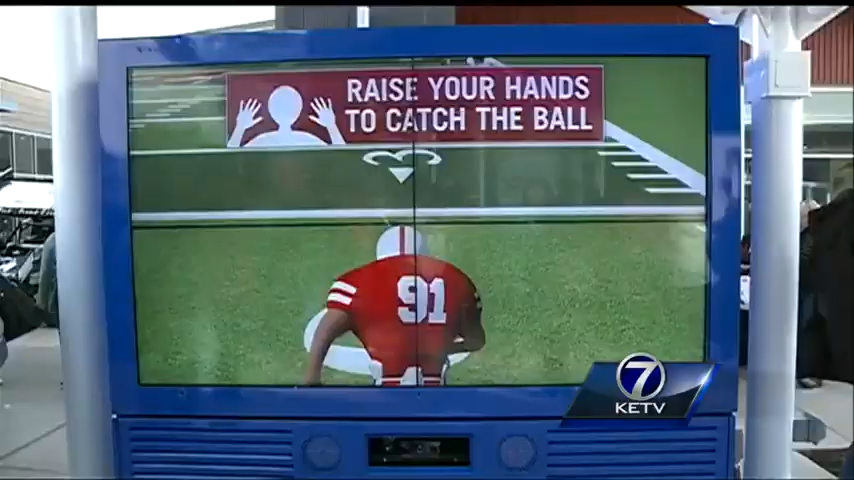 RAISE YOUR HANDS
TO CATCH THE BALL
91
7
KETV